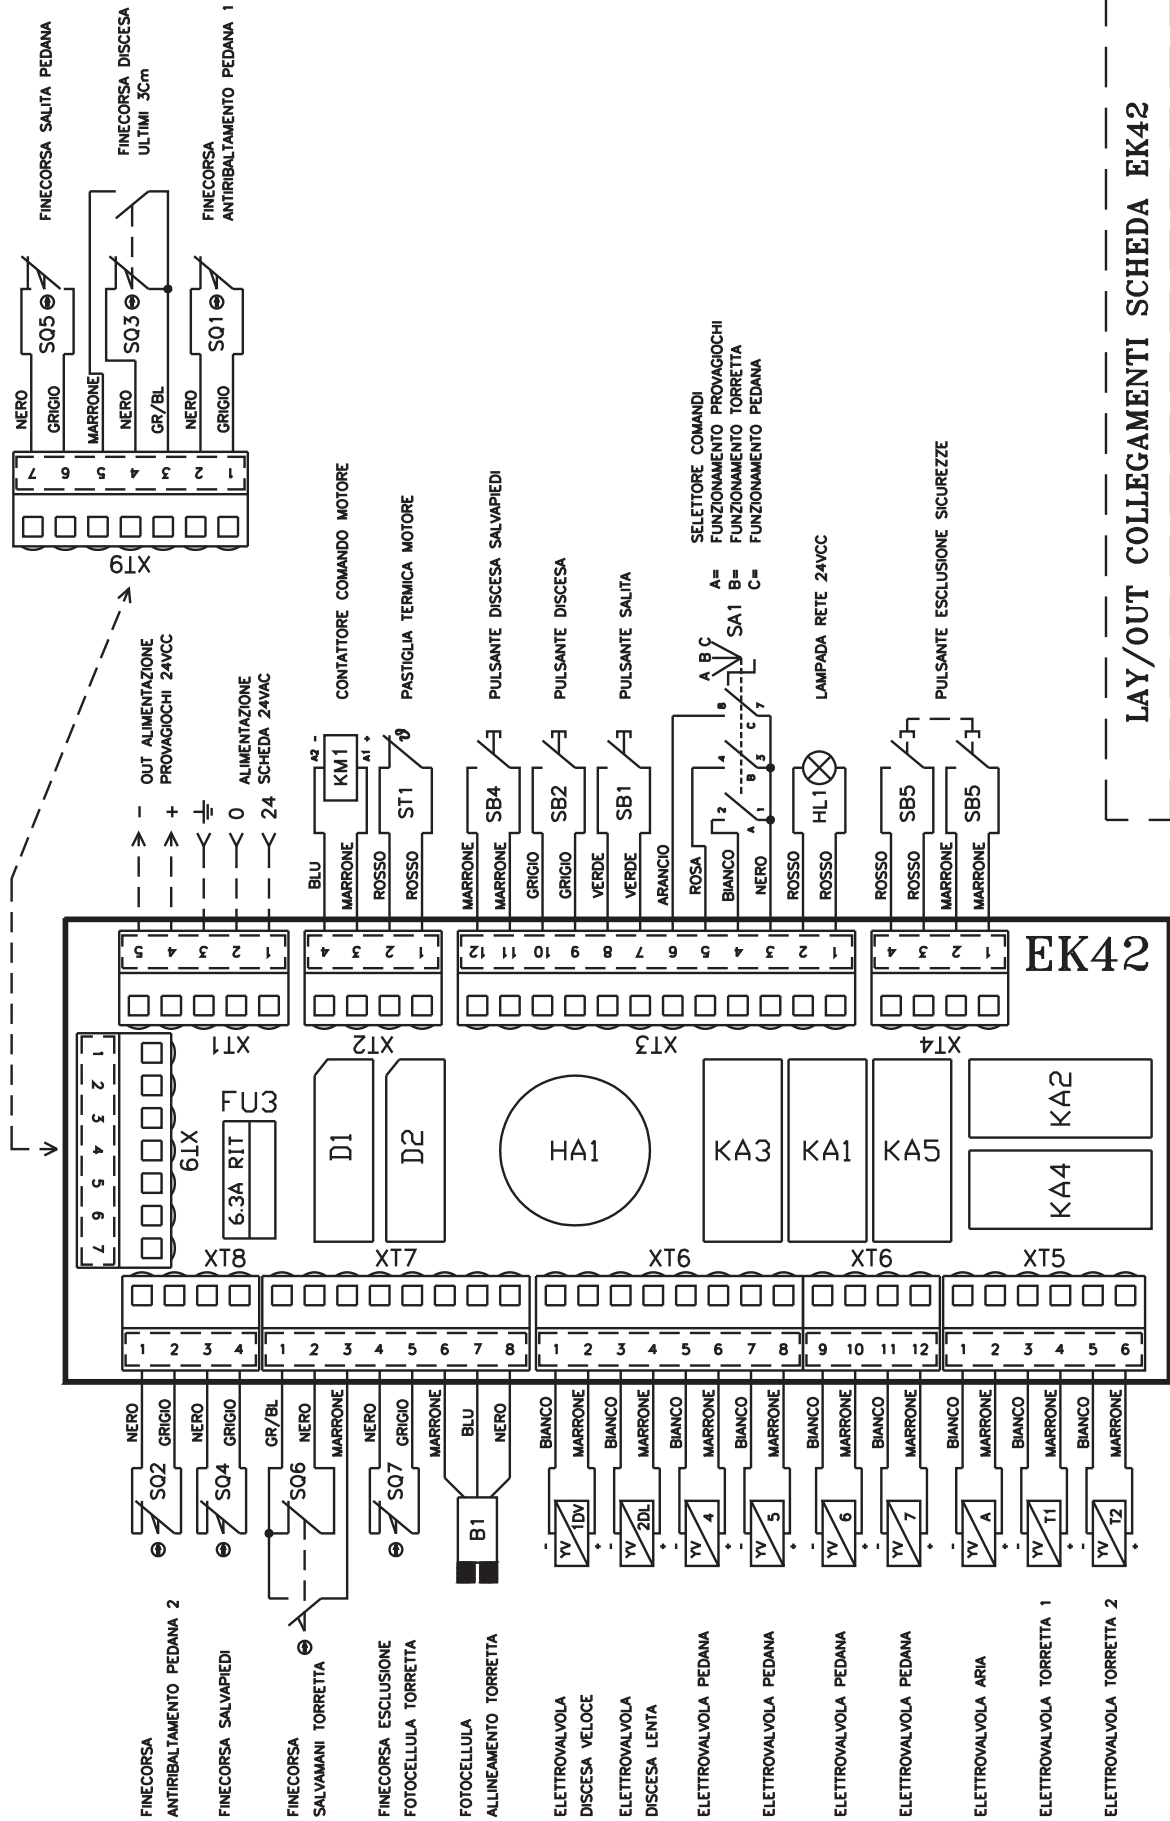 FINECORSA SALITA PEDANA
FINECORSA DISCESA
ULTIMI 3Cm
FINECORSA
ANTIRIBALTAMENTO PEDANA 1
SQ5
SQ3
SQ1
NERO
GRIGIO
MARRONE
NERO
GR/BL
NERO
GRIGIO
7
6
5
4
3
2
1
XT9
- OUT ALIMENTAZIONE
+ PROVAGIOCHI 24VCC
0 ALIMENTAZIONE
24 SCHEDA 24VAC
CONTATTORE COMANDO MOTORE
A2 -
KM1
A1 +
PASTIGLIA TERMICA MOTORE
ϑ
ST1
PULSANTE DISCESA SALVAPIEDI
SB4
PULSANTE DISCESA
SB2
PULSANTE SALITA
SB1
SELETTORE COMANDI
A= FUNZIONAMENTO PROVAGIOCHI
B= FUNZIONAMENTO TORRETTA
C= FUNZIONAMENTO PEDANA
SA1
A B C
8 7 C
4 3 B
2 1 A
LAMPADA RETE 24VCC
HL1
PULSANTE ESCLUSIONE SICUREZZE
SB5
SB5
BLU
MARRONE
ROSSO
ROSSO
MARRONE
MARRONE
GRIGIO
GRIGIO
VERDE
VERDE
ARANCIO
ROSA
BIANCO
NERO
ROSSO
ROSSO
ROSSO
ROSSO
MARRONE
MARRONE
5
4
3
2
1
XT1
4
3
2
1
XT2
12
11
10
9
8
7
6
5
4
3
2
1
XT3
4
3
2
1
XT4
EK42
1
2
3
4
5
6
7
XT9
FU3
6.3A RIT
D1
D2
HA1
KA3
KA1
KA5
KA2
KA4
XT8
XT7
XT6
XT6
XT5
1
2
3
4
1
2
3
4
5
6
7
8
1
2
3
4
5
6
7
8
9
10
11
12
1
2
3
4
5
6
NERO
GRIGIO
NERO
GRIGIO
GR/BL
NERO
MARRONE
NERO
GRIGIO
MARRONE
BLU
NERO
BIANCO
MARRONE
BIANCO
MARRONE
BIANCO
MARRONE
BIANCO
MARRONE
BIANCO
MARRONE
BIANCO
MARRONE
BIANCO
MARRONE
BIANCO
MARRONE
SQ2
SQ4
SQ6
SQ7
B1
- YV 1DV +
- YV 2DL +
- YV 4 +
- YV 5 +
- YV 6 +
- YV 7 +
- YV A +
- YV T1 +
- YV T2 +
BIANCO
MARRONE
FINECORSA
ANTIRIBALTAMENTO PEDANA 2
FINECORSA SALVAPIEDI
FINECORSA
SALVAMANI TORRETTA
FINECORSA ESCLUSIONE
FOTOCELLULA TORRETTA
FOTOCELLULA
ALLINEAMENTO TORRETTA
ELETTROVALVOLA
DISCESA VELOCE
ELETTROVALVOLA
DISCESA LENTA
ELETTROVALVOLA PEDANA
ELETTROVALVOLA PEDANA
ELETTROVALVOLA PEDANA
ELETTROVALVOLA PEDANA
ELETTROVALVOLA ARIA
ELETTROVALVOLA TORRETTA 1
ELETTROVALVOLA TORRETTA 2
LAY/OUT COLLEGAMENTI SCHEDA EK42